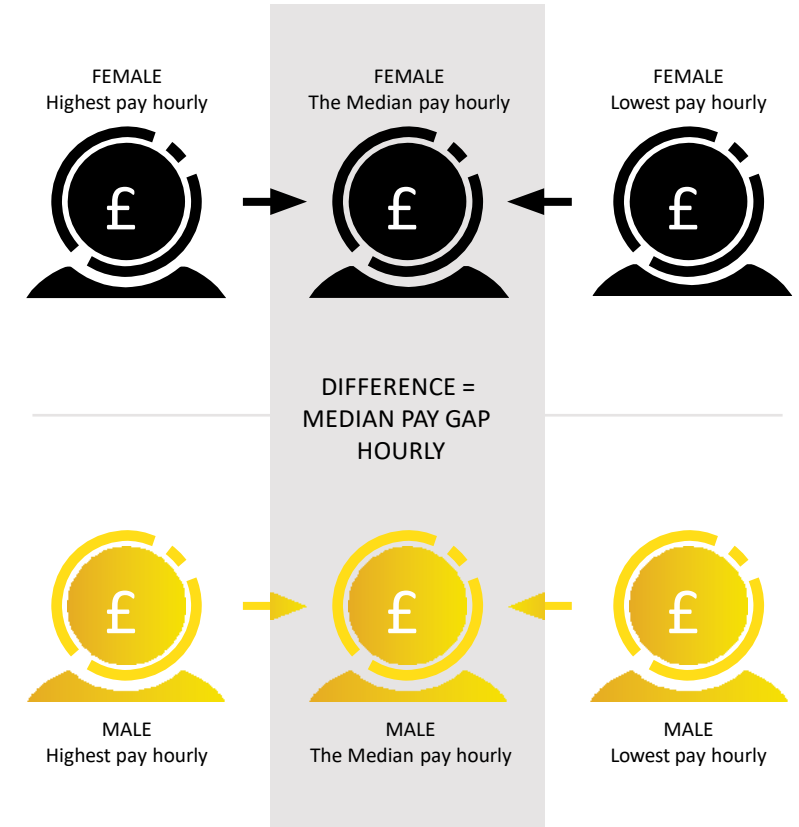 FEMALE
Highest pay hourly
FEMALE
The Median pay hourly
FEMALE
Lowest pay hourly
£
£
£
DIFFERENCE =
MEDIAN PAY GAP
HOURLY
£
£
£
MALE
Highest pay hourly
MALE
The Median pay hourly
MALE
Lowest pay hourly